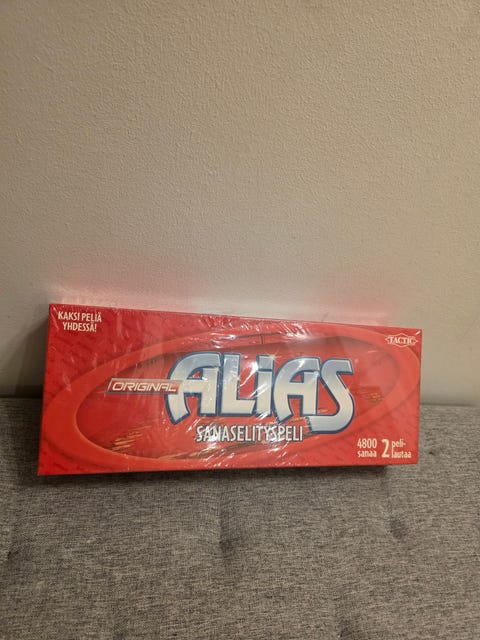 KAKSI PELIÄ
YHDESSÄ!
TACTIC
ORIGINAL
ALiAS
SANASELITYSPELI
4800
sanaa
2 peli-
lautaa